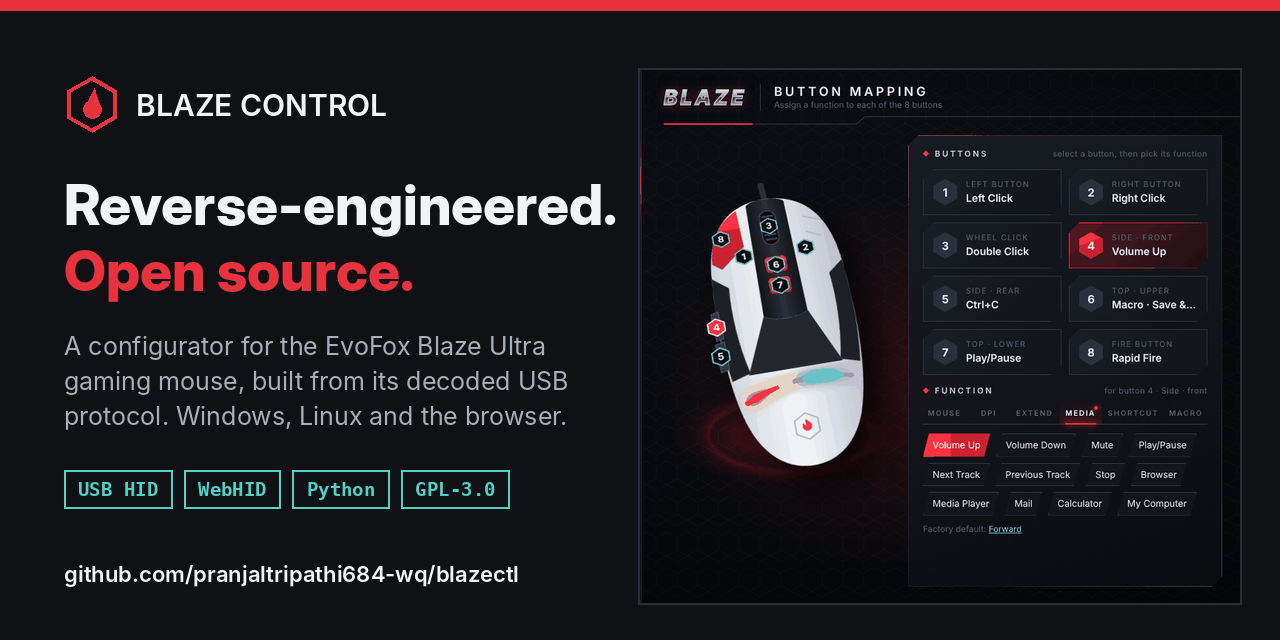 BLAZE CONTROL
Reverse-engineered.
Open source.
A configurator for the EvoFox Blaze Ultra
gaming mouse, built from its decoded USB
protocol. Windows, Linux and the browser.
USB HID WebHID Python GPL-3.0
github.com/pranjaltripathi684-wq/blazectl
BLAZE BUTTON MAPPING
Assign a function to each of the 8 buttons
8
1
3
2
6
7
4
5
BUTTONS select a button, then pick its function
1 LEFT BUTTON
Left Click
2 RIGHT BUTTON
Right Click
3 WHEEL CLICK
Double Click
4 SIDE · FRONT
Volume Up
5 SIDE · REAR
Ctrl+C
6 TOP · UPPER
Macro · Save &...
7 TOP · LOWER
Play/Pause
8 FIRE BUTTON
Rapid Fire
FUNCTION for button 4 · Side · front
MOUSE DPI EXTEND MEDIA SHORTCUT MACRO
Volume Up Volume Down Mute Play/Pause
Next Track Previous Track Stop Browser
Media Player Mail Calculator My Computer
Factory default: Forward